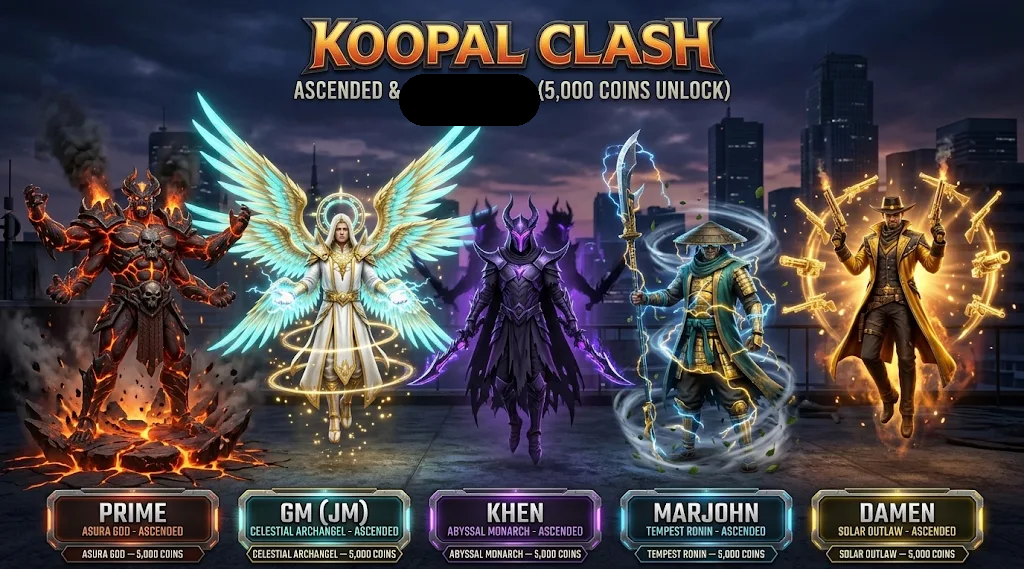 KOOPAL CLASH
ASCENDED & (5,000 COINS UNLOCK)
PRIME
ASURA GOD - ASCENDED
ASURA GOD — 5,000 COINS
GM (JM)
CELESTIAL ARCHANGEL - ASCENDED
CELESTIAL ARCHANGEL — 5,000 COINS
KHEN
ABYSSAL MONARCH - ASCENDED
ABYSSAL MONARCH — 5,000 COINS
MARJOHN
TEMPEST RONIN - ASCENDED
TEMPEST RONIN — 5,000 COINS
DAMEN
SOLAR OUTLAW - ASCENDED
SOLAR OUTLAW — 5,000 COINS